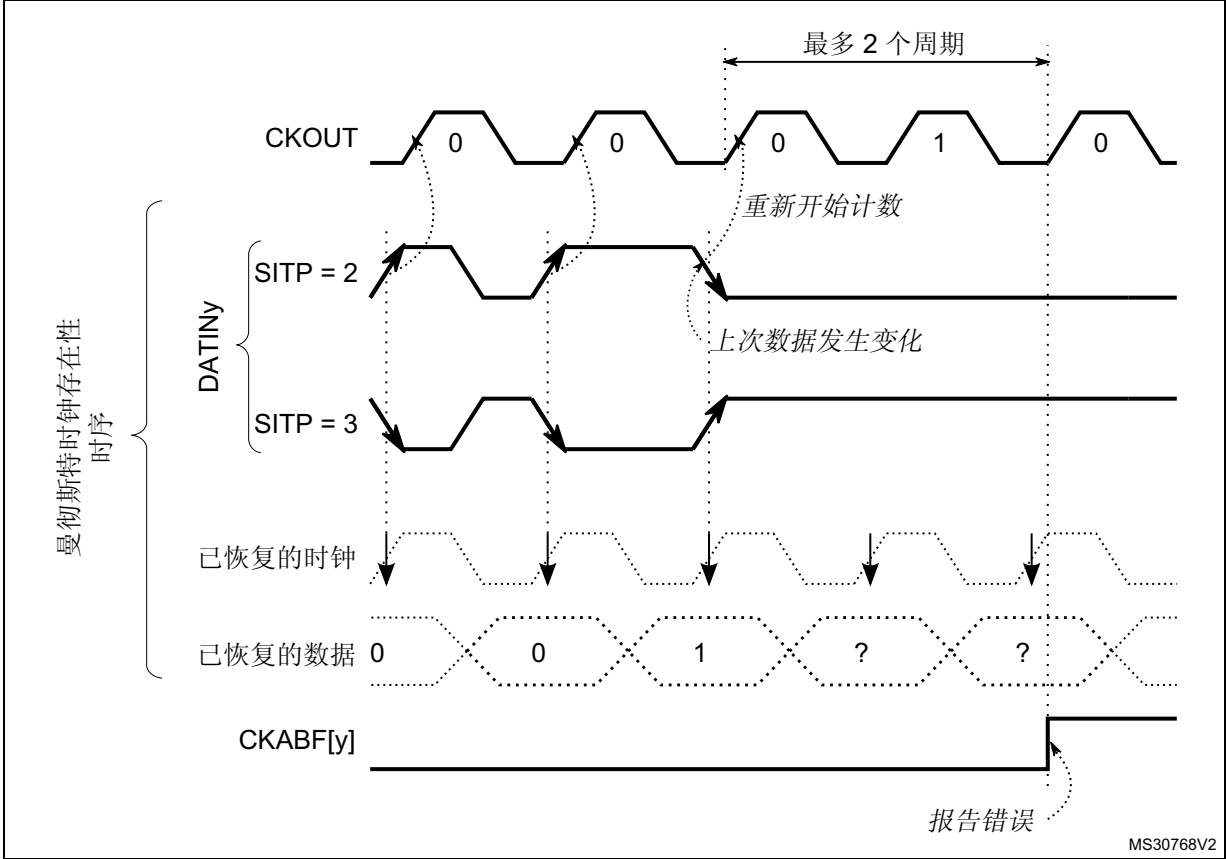 最多 2 个周期
CKOUT 0 0 0 1 0
重新开始计数
SITP = 2
上次数据发生变化
DATINy
SITP = 3
曼彻斯特时钟存在性
时序
已恢复的时钟
已恢复的数据 0 0 1 ? ?
CKABF[y]
报告错误
MS30768V2